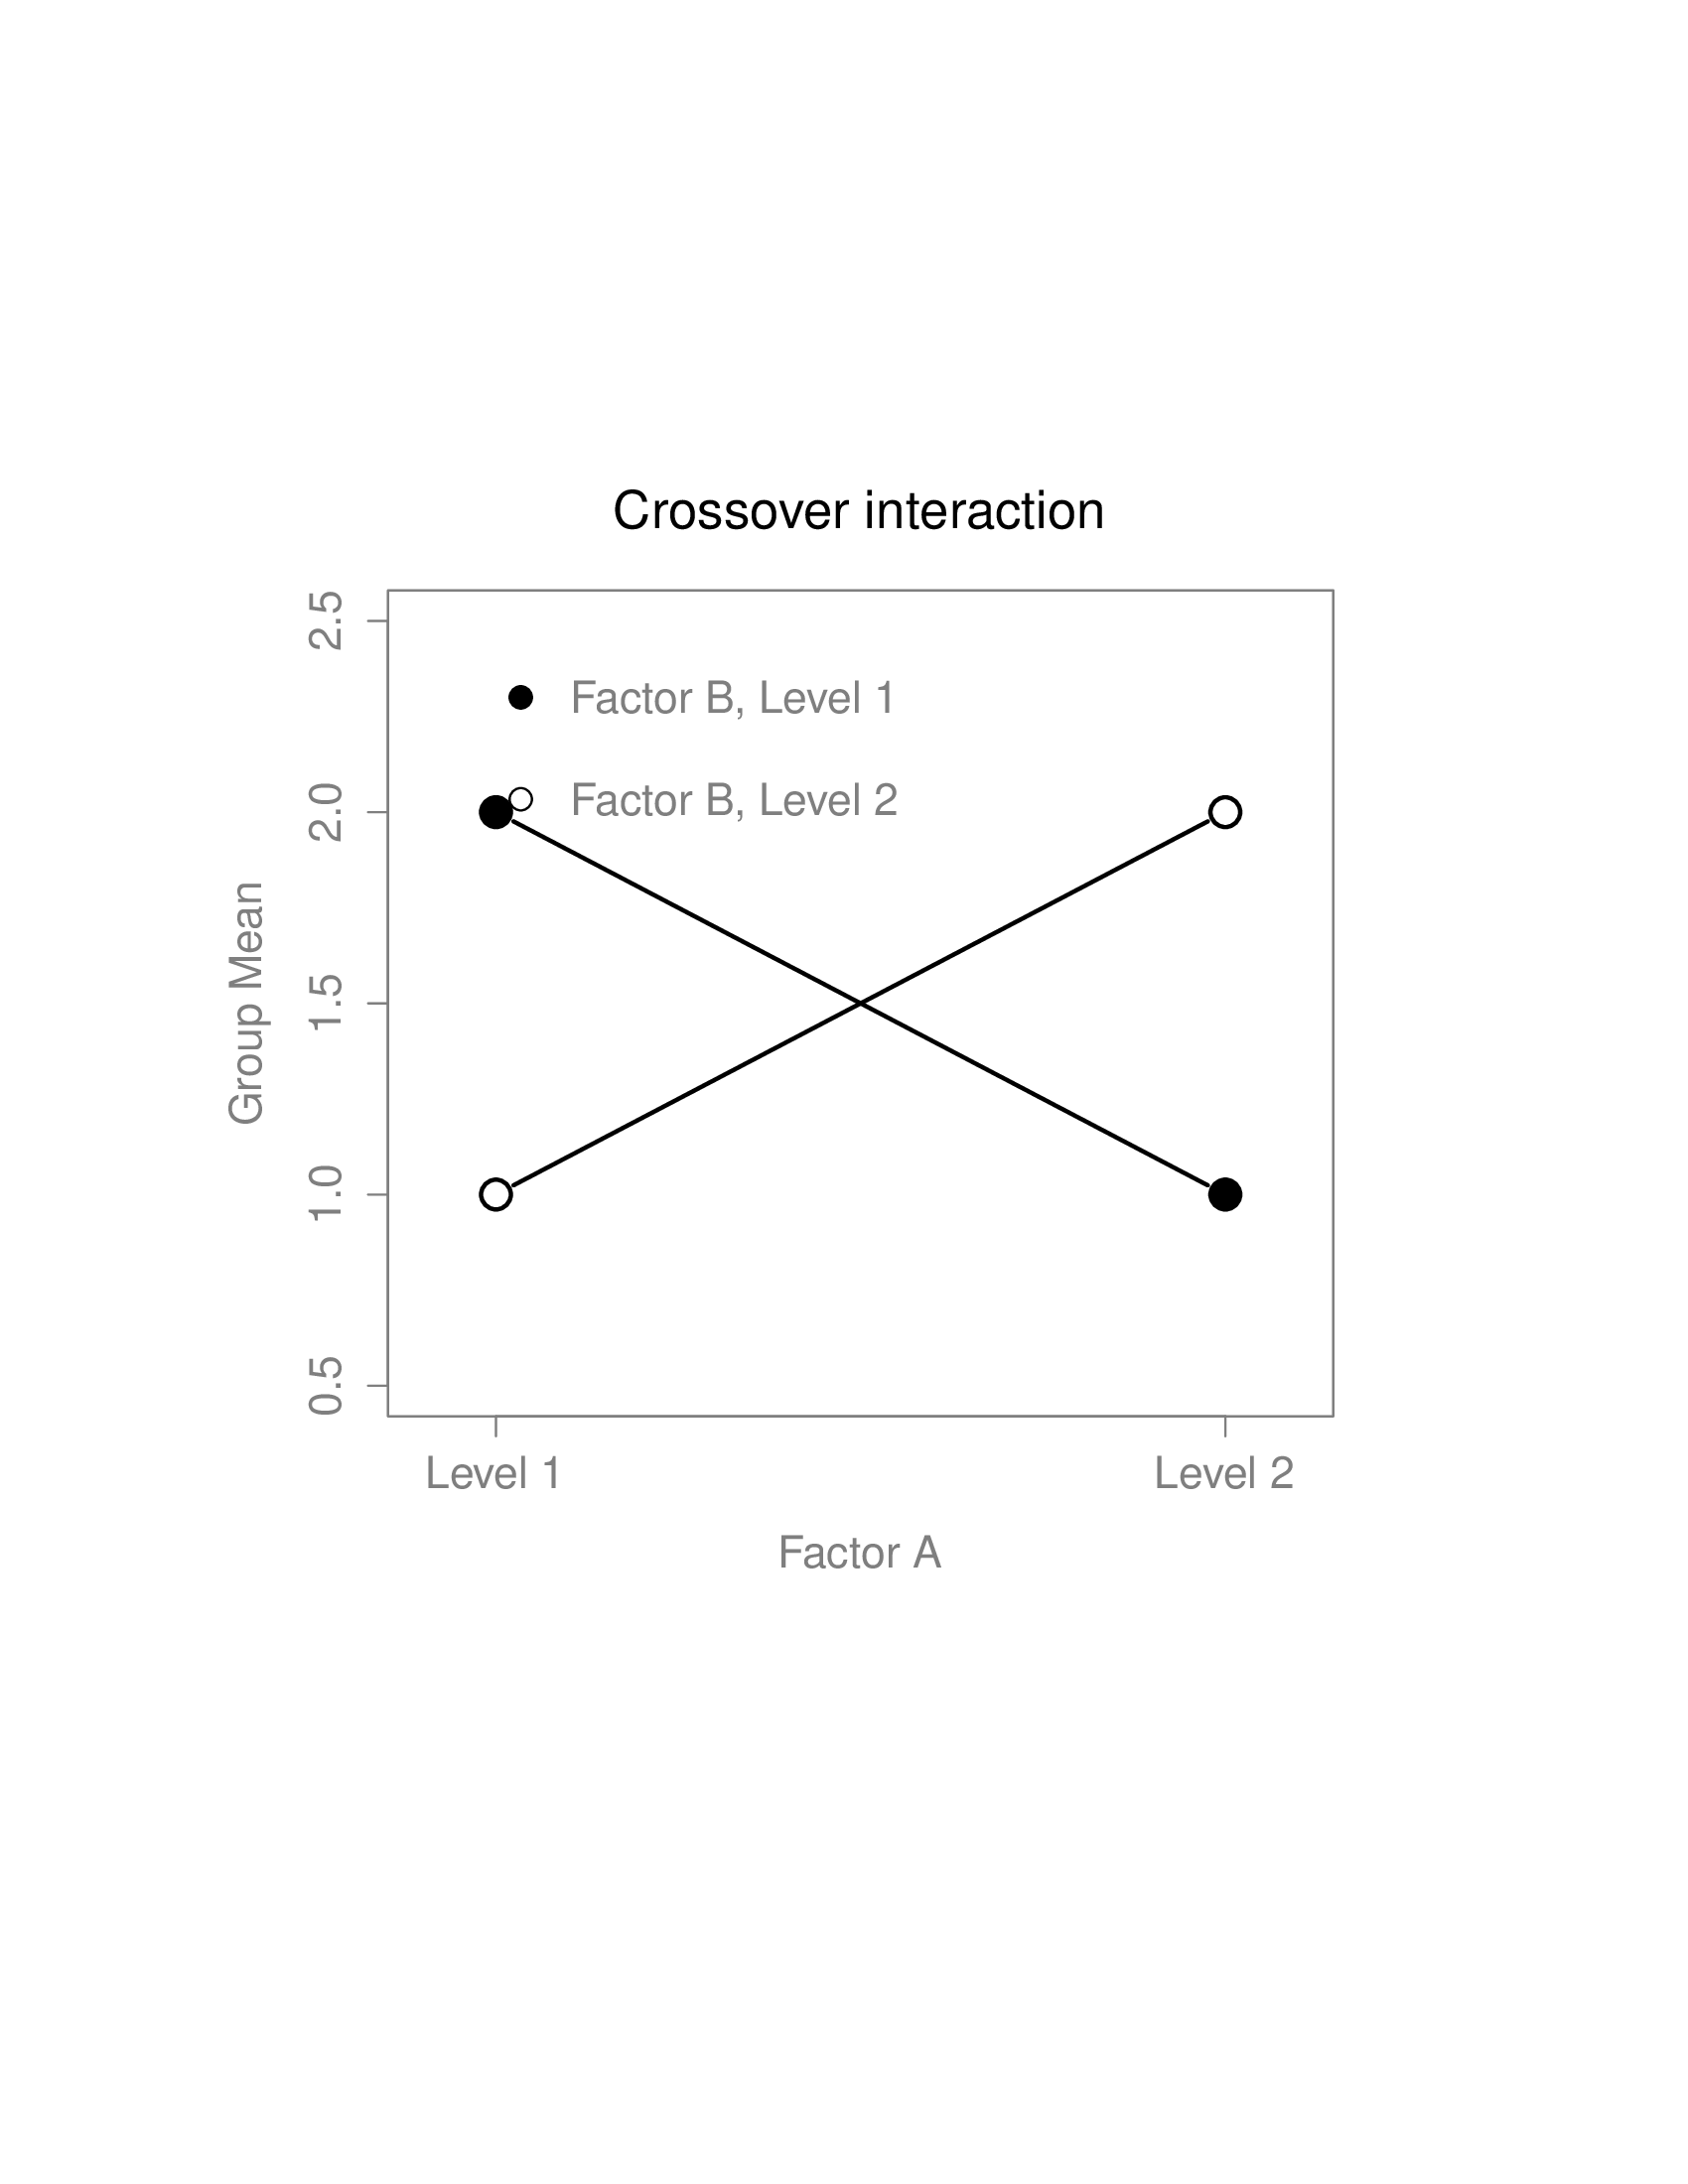 Crossover interaction
2.5
2.0
1.5
1.0
0.5
Group Mean
Factor B, Level 1
Factor B, Level 2
Level 1
Level 2
Factor A